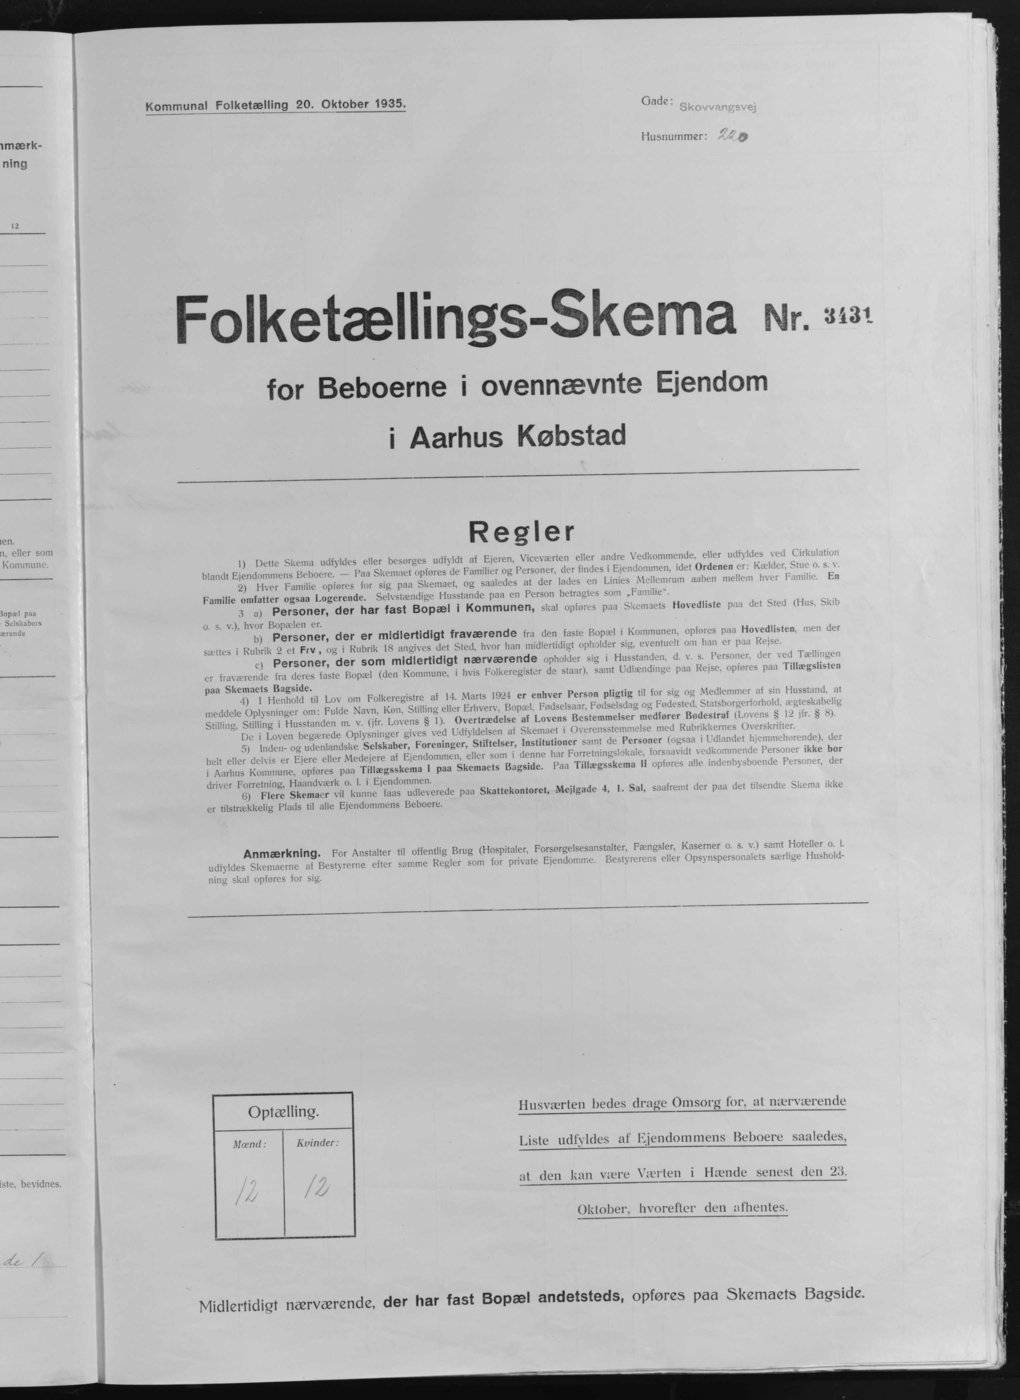 nmærk-
ning
12
en.
n, eller som
Kommune.
Bopæl paa
Selskabers
ærende
iste, bevidnes.
de 1
Kommunal Folketælling 20. Oktober 1935.
Gade: Skovvangsvej
Husnummer: 220
Folketællings-Skema Nr. 3431
for Beboerne i ovennævnte Ejendom
i Aarhus Købstad
Regler
1) Dette Skema udfyldes eller besørges udfyldt af Ejeren, Viceværten eller andre Vedkommende, eller udfyldes ved Cirkulation
blandt Ejendommens Beboere. — Paa Skemaet opføres de Familier og Personer, der findes i Ejendommen, idet Ordenen er: Kælder, Stue o. s. v.
2) Hver Familie opføres for sig paa Skemaet, og saaledes at der lades en Linies Mellemrum aaben mellem hver Familie. En
Familie omfatter ogsaa Logerende. Selvstændige Husstande paa en Person betragtes som „Familie".
3 a) Personer, der har fast Bopæl i Kommunen, skal opføres paa Skemaets Hovedliste paa det Sted (Hus, Skib
o. s. v.), hvor Bopælen er.
b) Personer, der er midlertidigt fraværende fra den faste Bopæl i Kommunen, opføres paa Hovedlisten, men der
sættes i Rubrik 2 et Frv, og i Rubrik 18 angives det Sted, hvor han midlertidigt opholder sig, eventuelt om han er paa Rejse.
c) Personer, der som midlertidigt nærværende opholder sig i Husstanden, d. v. s. Personer, der ved Tællingen
er fraværende fra deres faste Bopæl (den Kommune, i hvis Folkeregister de staar), samt Udlændinge paa Rejse, opføres paa Tillægslisten
paa Skemaets Bagside.
4) I Henhold til Lov om Folkeregistre af 14. Marts 1924 er enhver Person pligtig til for sig og Medlemmer af sin Husstand, at
meddele Oplysninger om: Fulde Navn, Køn, Stilling eller Erhverv, Bopæl, Fødselsaar, Fødselsdag og Fødested, Statsborgerforhold, ægteskabelig
Stilling, Stilling i Husstanden m. v. (jfr. Lovens § 1). Overtrædelse af Lovens Bestemmelser medfører Bødestraf (Lovens § 12 jfr. § 8).
De i Loven begærede Oplysninger gives ved Udfyldelsen af Skemaet i Overensstemmelse med Rubrikkernes Overskrifter.
5) Inden- og udenlandske Selskaber, Foreninger, Stiftelser, Institutioner samt de Personer (ogsaa i Udlandet hjemmehørende), der
helt eller delvis er Ejere eller Medejere af Ejendommen, eller som i denne har Forretningslokale, forsaavidt vedkommende Personer ikke bor
i Aarhus Kommune, opføres paa Tillægsskema I paa Skemaets Bagside. Paa Tillægsskema II opføres alle indenbysboende Personer, der
driver Forretning, Haandværk o. l. i Ejendommen.
6) Flere Skemaer vil kunne faas udleverede paa Skattekontoret, Mejlgade 4, 1. Sal, saafremt der paa det tilsendte Skema ikke
er tilstrækkelig Plads til alle Ejendommens Beboere.
Anmærkning. For Anstalter til offentlig Brug (Hospitaler, Forsørgelsesanstalter, Fængsler, Kaserner o. s. v.) samt Hoteller o. l.
udfyldes Skemaerne af Bestyrerne efter samme Regler som for private Ejendomme. Bestyrerens eller Opsynspersonalets særlige Hushold-
ning skal opføres for sig.
Optælling.
Mænd: Kvinder:
12 12
Husværten bedes drage Omsorg for, at nærværende
Liste udfyldes af Ejendommens Beboere saaledes,
at den kan være Værten i Hænde senest den 23.
Oktober, hvorefter den afhentes.
Midlertidigt nærværende, der har fast Bopæl andetsteds, opføres paa Skemaets Bagside.